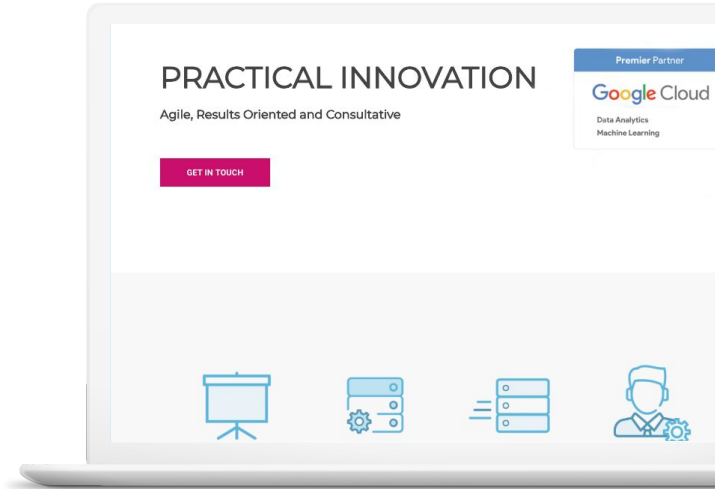 PRACTICAL INNOVATION
Agile, Results Oriented and Consultative
GET IN TOUCH
Premier Partner
Google Cloud
Data Analytics
Machine Learning